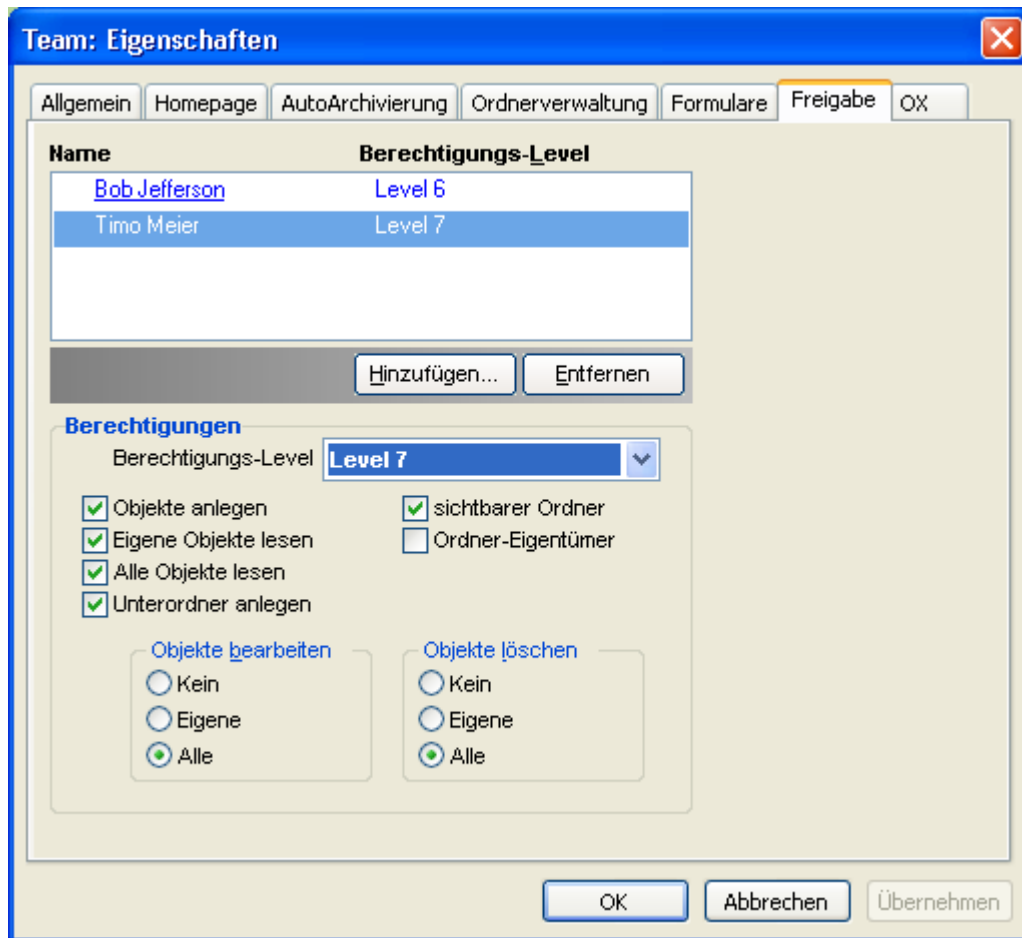 Team: Eigenschaften
Allgemein Homepage AutoArchivierung Ordnerverwaltung Formulare Freigabe OX
Name Berechtigungs-Level
Bob Jefferson Level 6
Timo Meier Level 7
Hinzufügen... Entfernen
Berechtigungen
Berechtigungs-Level Level 7
Objekte anlegen sichtbarer Ordner
Eigene Objekte lesen Ordner-Eigentümer
Alle Objekte lesen
Unterordner anlegen
Objekte bearbeiten Objekte löschen
Kein Kein
Eigene Eigene
Alle Alle
OK Abbrechen Übernehmen